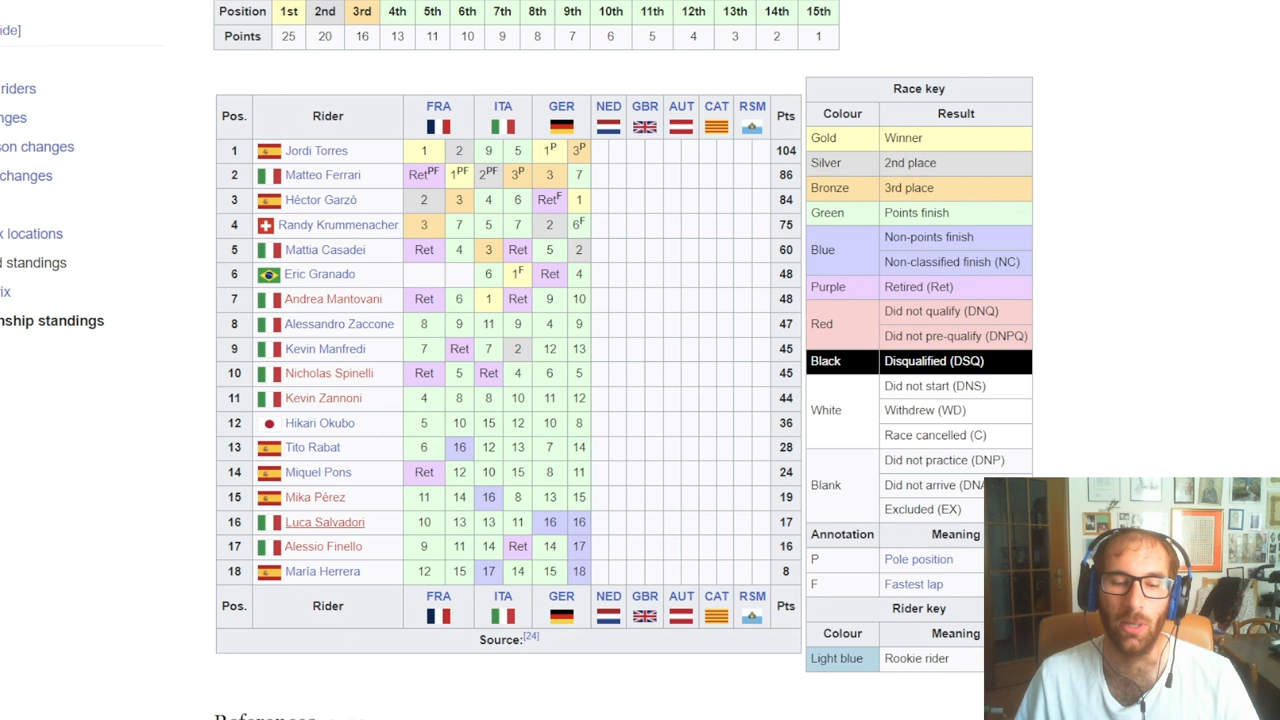 Position 1st 2nd 3rd 4th 5th 6th 7th 8th 9th 10th 11th 12th 13th 14th 15th
ide]
Points 25 20 16 13 11 10 9 8 7 6 5 4 3 2 1
riders
nges
son changes
changes
x locations
d standings
ix
nship standings
Pos. Rider FRA ITA GER NED GBR AUT CAT RSM Pts
1 Jordi Torres 1 2 9 5 1P 3P 104
2 Matteo Ferrari RetPF 1PF 2PF 3P 3 7 86
3 Héctor Garzó 2 3 4 6 RetF 1 84
4 Randy Krummenacher 3 7 5 7 2 6F 75
5 Mattia Casadei Ret 4 3 Ret 5 2 60
6 Eric Granado 6 1F Ret 4 48
7 Andrea Mantovani Ret 6 1 Ret 9 10 48
8 Alessandro Zaccone 8 9 11 9 4 9 47
9 Kevin Manfredi 7 Ret 7 2 12 13 45
10 Nicholas Spinelli Ret 5 Ret 4 6 5 45
11 Kevin Zannoni 4 8 8 10 11 12 44
12 Hikari Okubo 5 10 15 12 10 8 36
13 Tito Rabat 6 16 12 13 7 14 28
14 Miquel Pons Ret 12 10 15 8 11 24
15 Mika Pérez 11 14 16 8 13 15 19
16 Luca Salvadori 10 13 13 11 16 16 17
17 Alessio Finello 9 11 14 Ret 14 17 16
18 María Herrera 12 15 17 14 15 18 8
Pos. Rider FRA ITA GER NED GBR AUT CAT RSM Pts
Source:[24]
Race key
Colour Result
Gold Winner
Silver 2nd place
Bronze 3rd place
Green Points finish
Blue Non-points finish
Non-classified finish (NC)
Purple Retired (Ret)
Red Did not qualify (DNQ)
Did not pre-qualify (DNPQ)
Black Disqualified (DSQ)
White Did not start (DNS)
Withdrew (WD)
Race cancelled (C)
Blank Did not practice (DNP)
Did not arrive (DNA
Excluded (EX)
Annotation Meaning
P Pole position
F Fastest lap
Rider key
Colour Meaning
Light blue Rookie rider
References